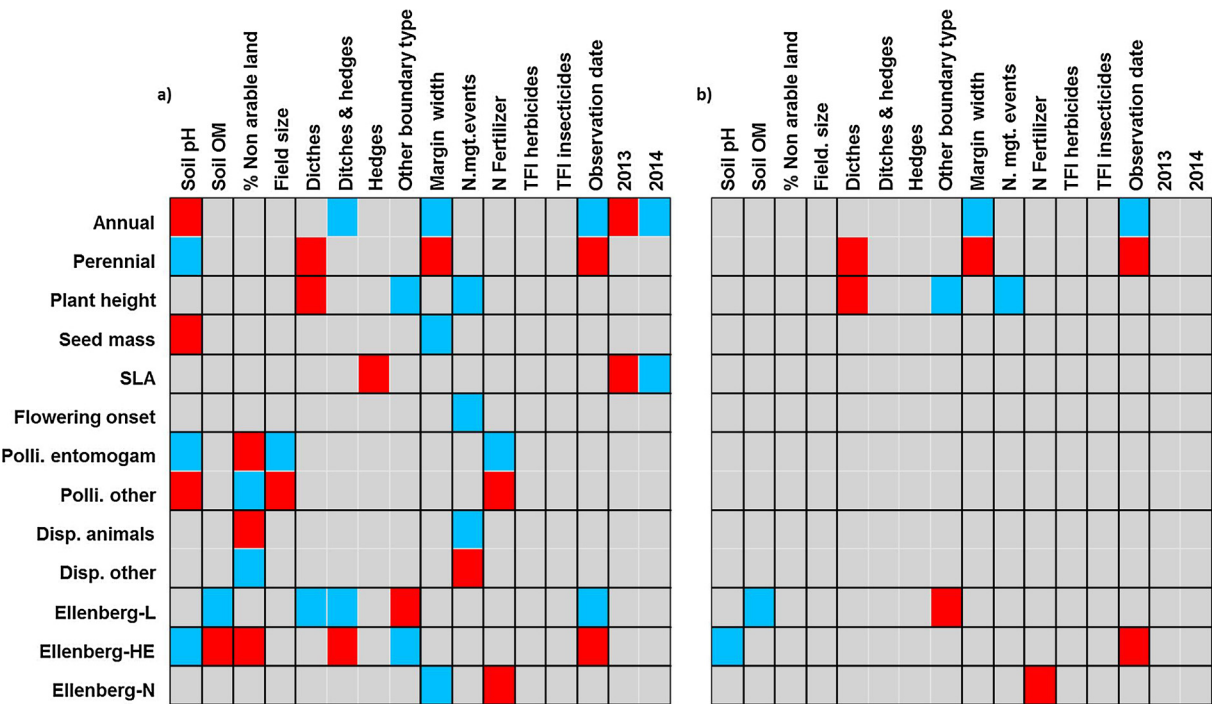 a)
Soil pH
Soil OM
% Non arable land
Field size
Dicthes
Ditches & hedges
Hedges
Other boundary type
Margin width
N.mgt.events
N Fertilizer
TFI herbicides
TFI insecticides
Observation date
2013
2014
b)
Soil pH
Soil OM
% Non arable land
Field. size
Dicthes
Ditches & hedges
Hedges
Other boundary type
Margin width
N. mgt. events
N Fertilizer
TFI herbicides
TFI insecticides
Observation date
2013
2014
Annual
Perennial
Plant height
Seed mass
SLA
Flowering onset
Polli. entomogam
Polli. other
Disp. animals
Disp. other
Ellenberg-L
Ellenberg-HE
Ellenberg-N